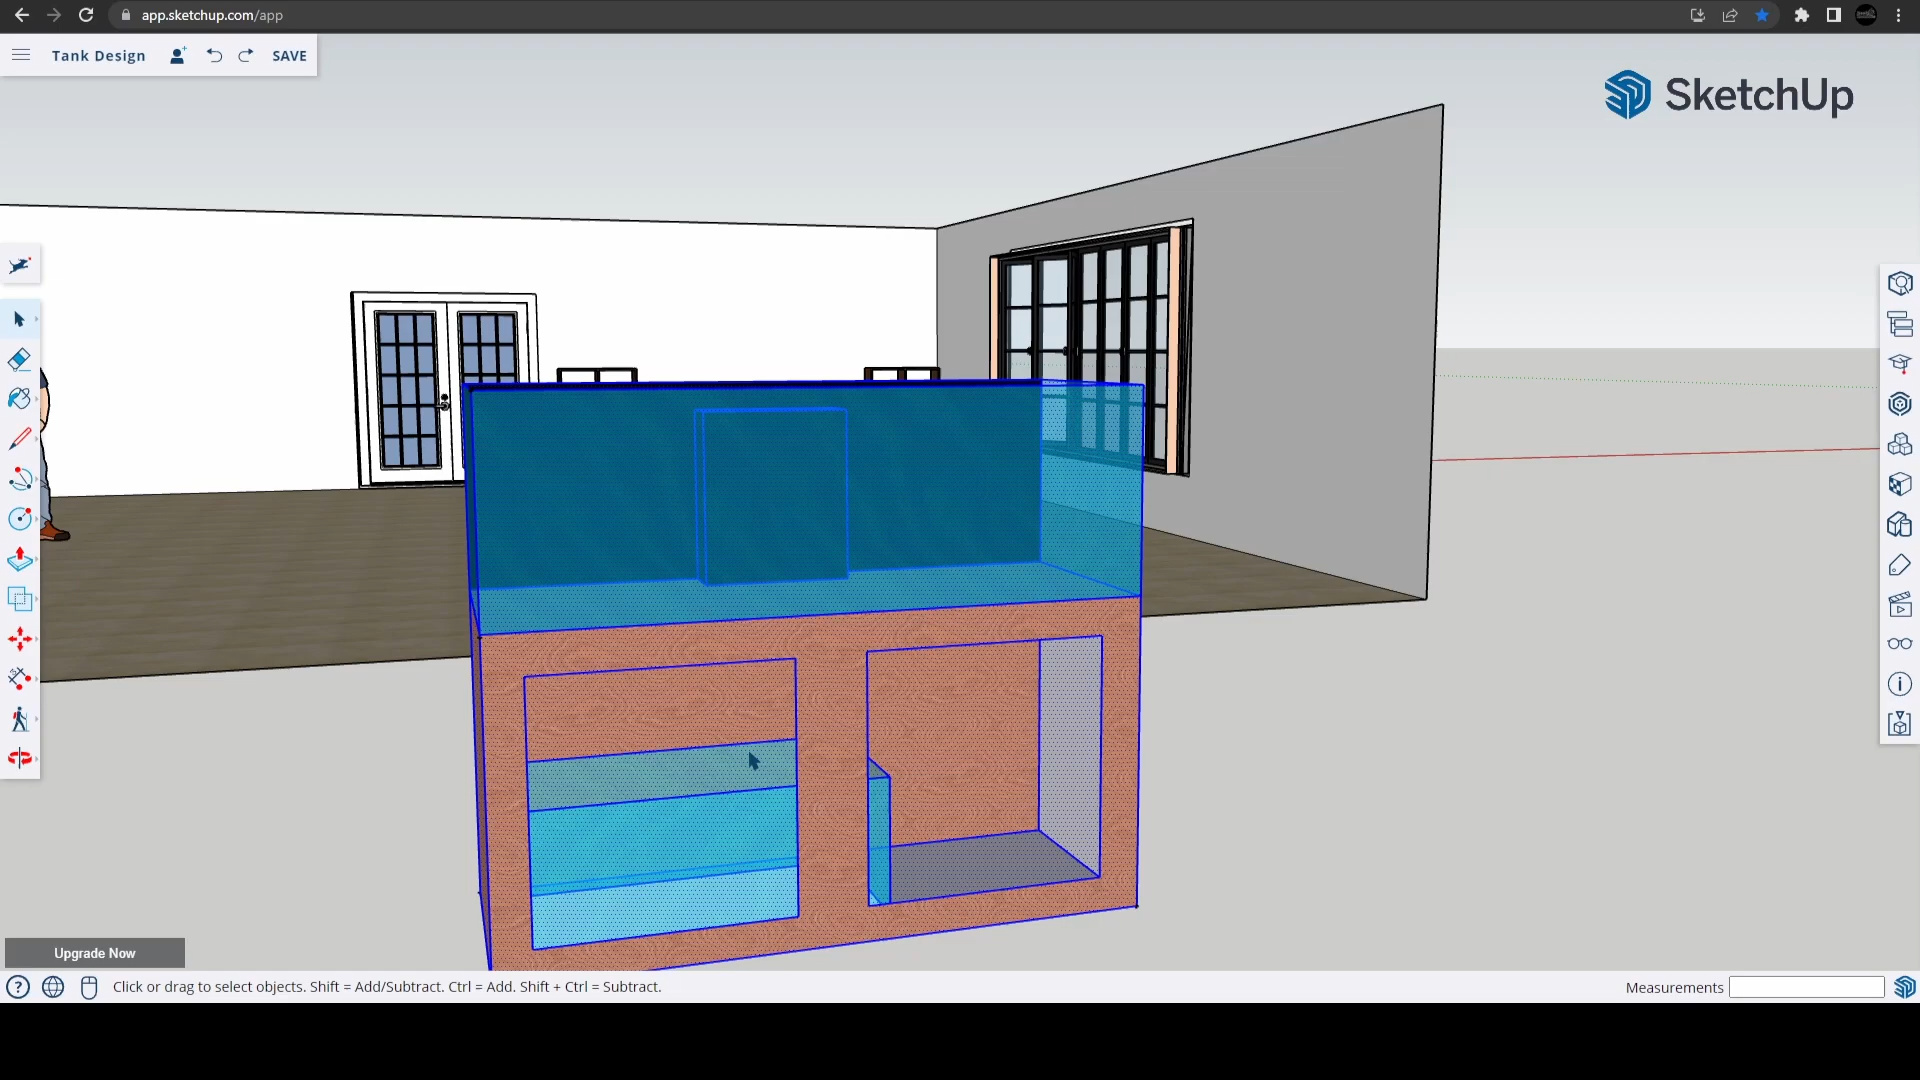 app.sketchup.com/app
Tank Design
SAVE
SketchUp
Upgrade Now
Click or drag to select objects. Shift = Add/Subtract. Ctrl = Add. Shift + Ctrl = Subtract.
Measurements